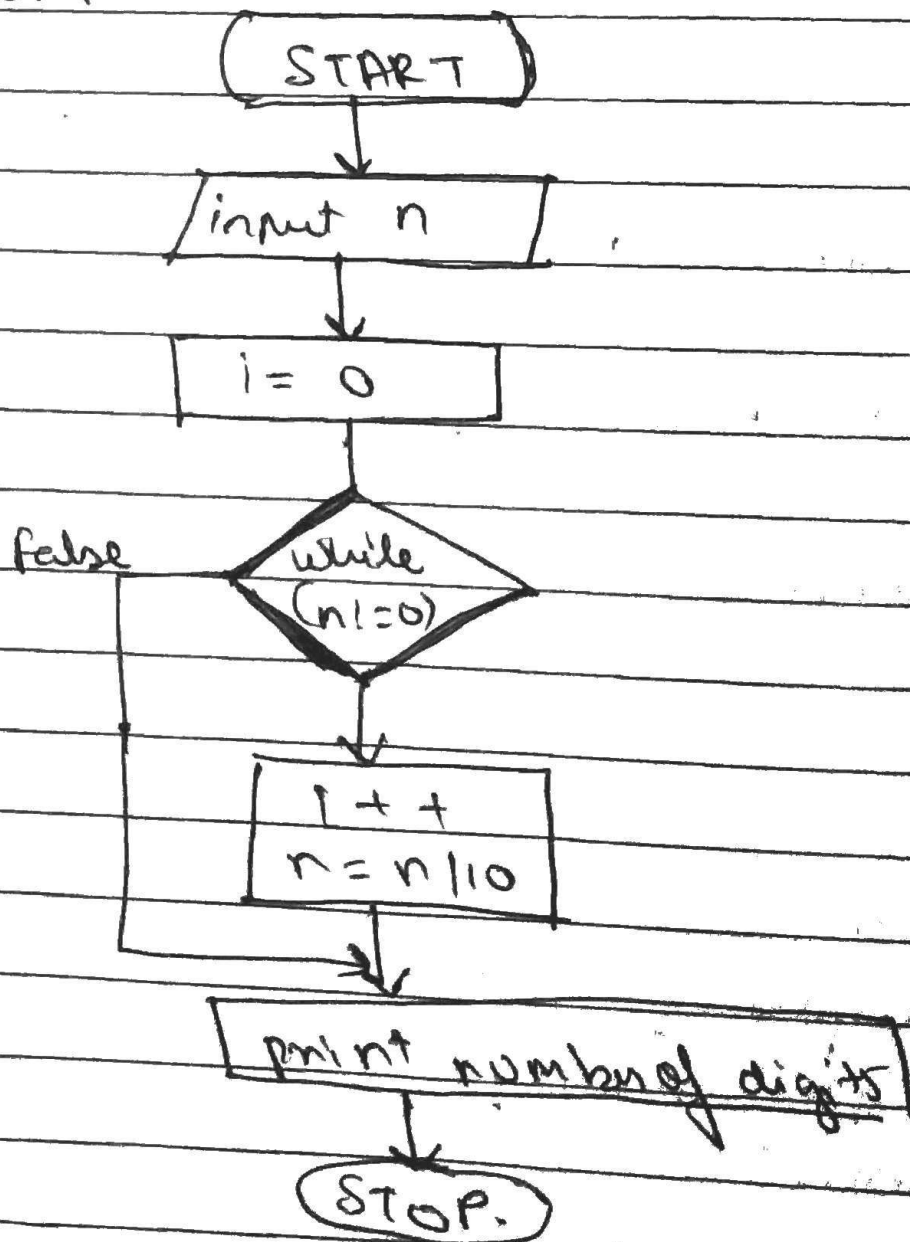 START
input n
i = 0
false
while
(n!=0)
i + +
n = n/10
print number of digits
STOP.